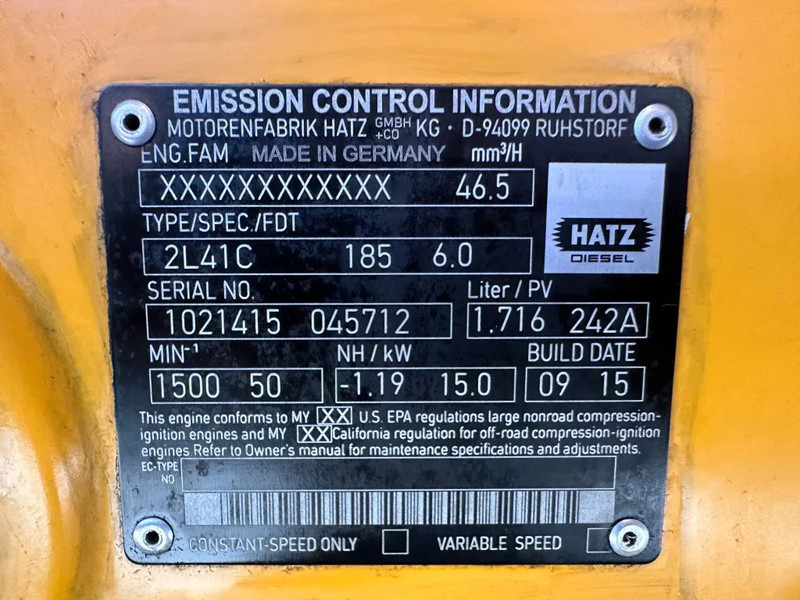 EMISSION CONTROL INFORMATION
MOTORENFABRIK HATZ GMBH +CO KG · D-94099 RUHSTORF
ENG.FAM MADE IN GERMANY mm³/H
XXXXXXXXXXXX 46.5
TYPE/SPEC./FDT
2L41C 185 6.0
HATZ
DIESEL
SERIAL NO. Liter / PV
1021415 045712 1.716 242A
MIN⁻¹ NH / kW BUILD DATE
1500 50 -1.19 15.0 09 15
This engine conforms to MY XX U.S. EPA regulations large nonroad compression-
ignition engines and MY XX California regulation for off-road compression-ignition
engines Refer to Owner's manual for maintenance specifications and adjustments.
EC-TYPE
NO
CONSTANT-SPEED ONLY VARIABLE SPEED